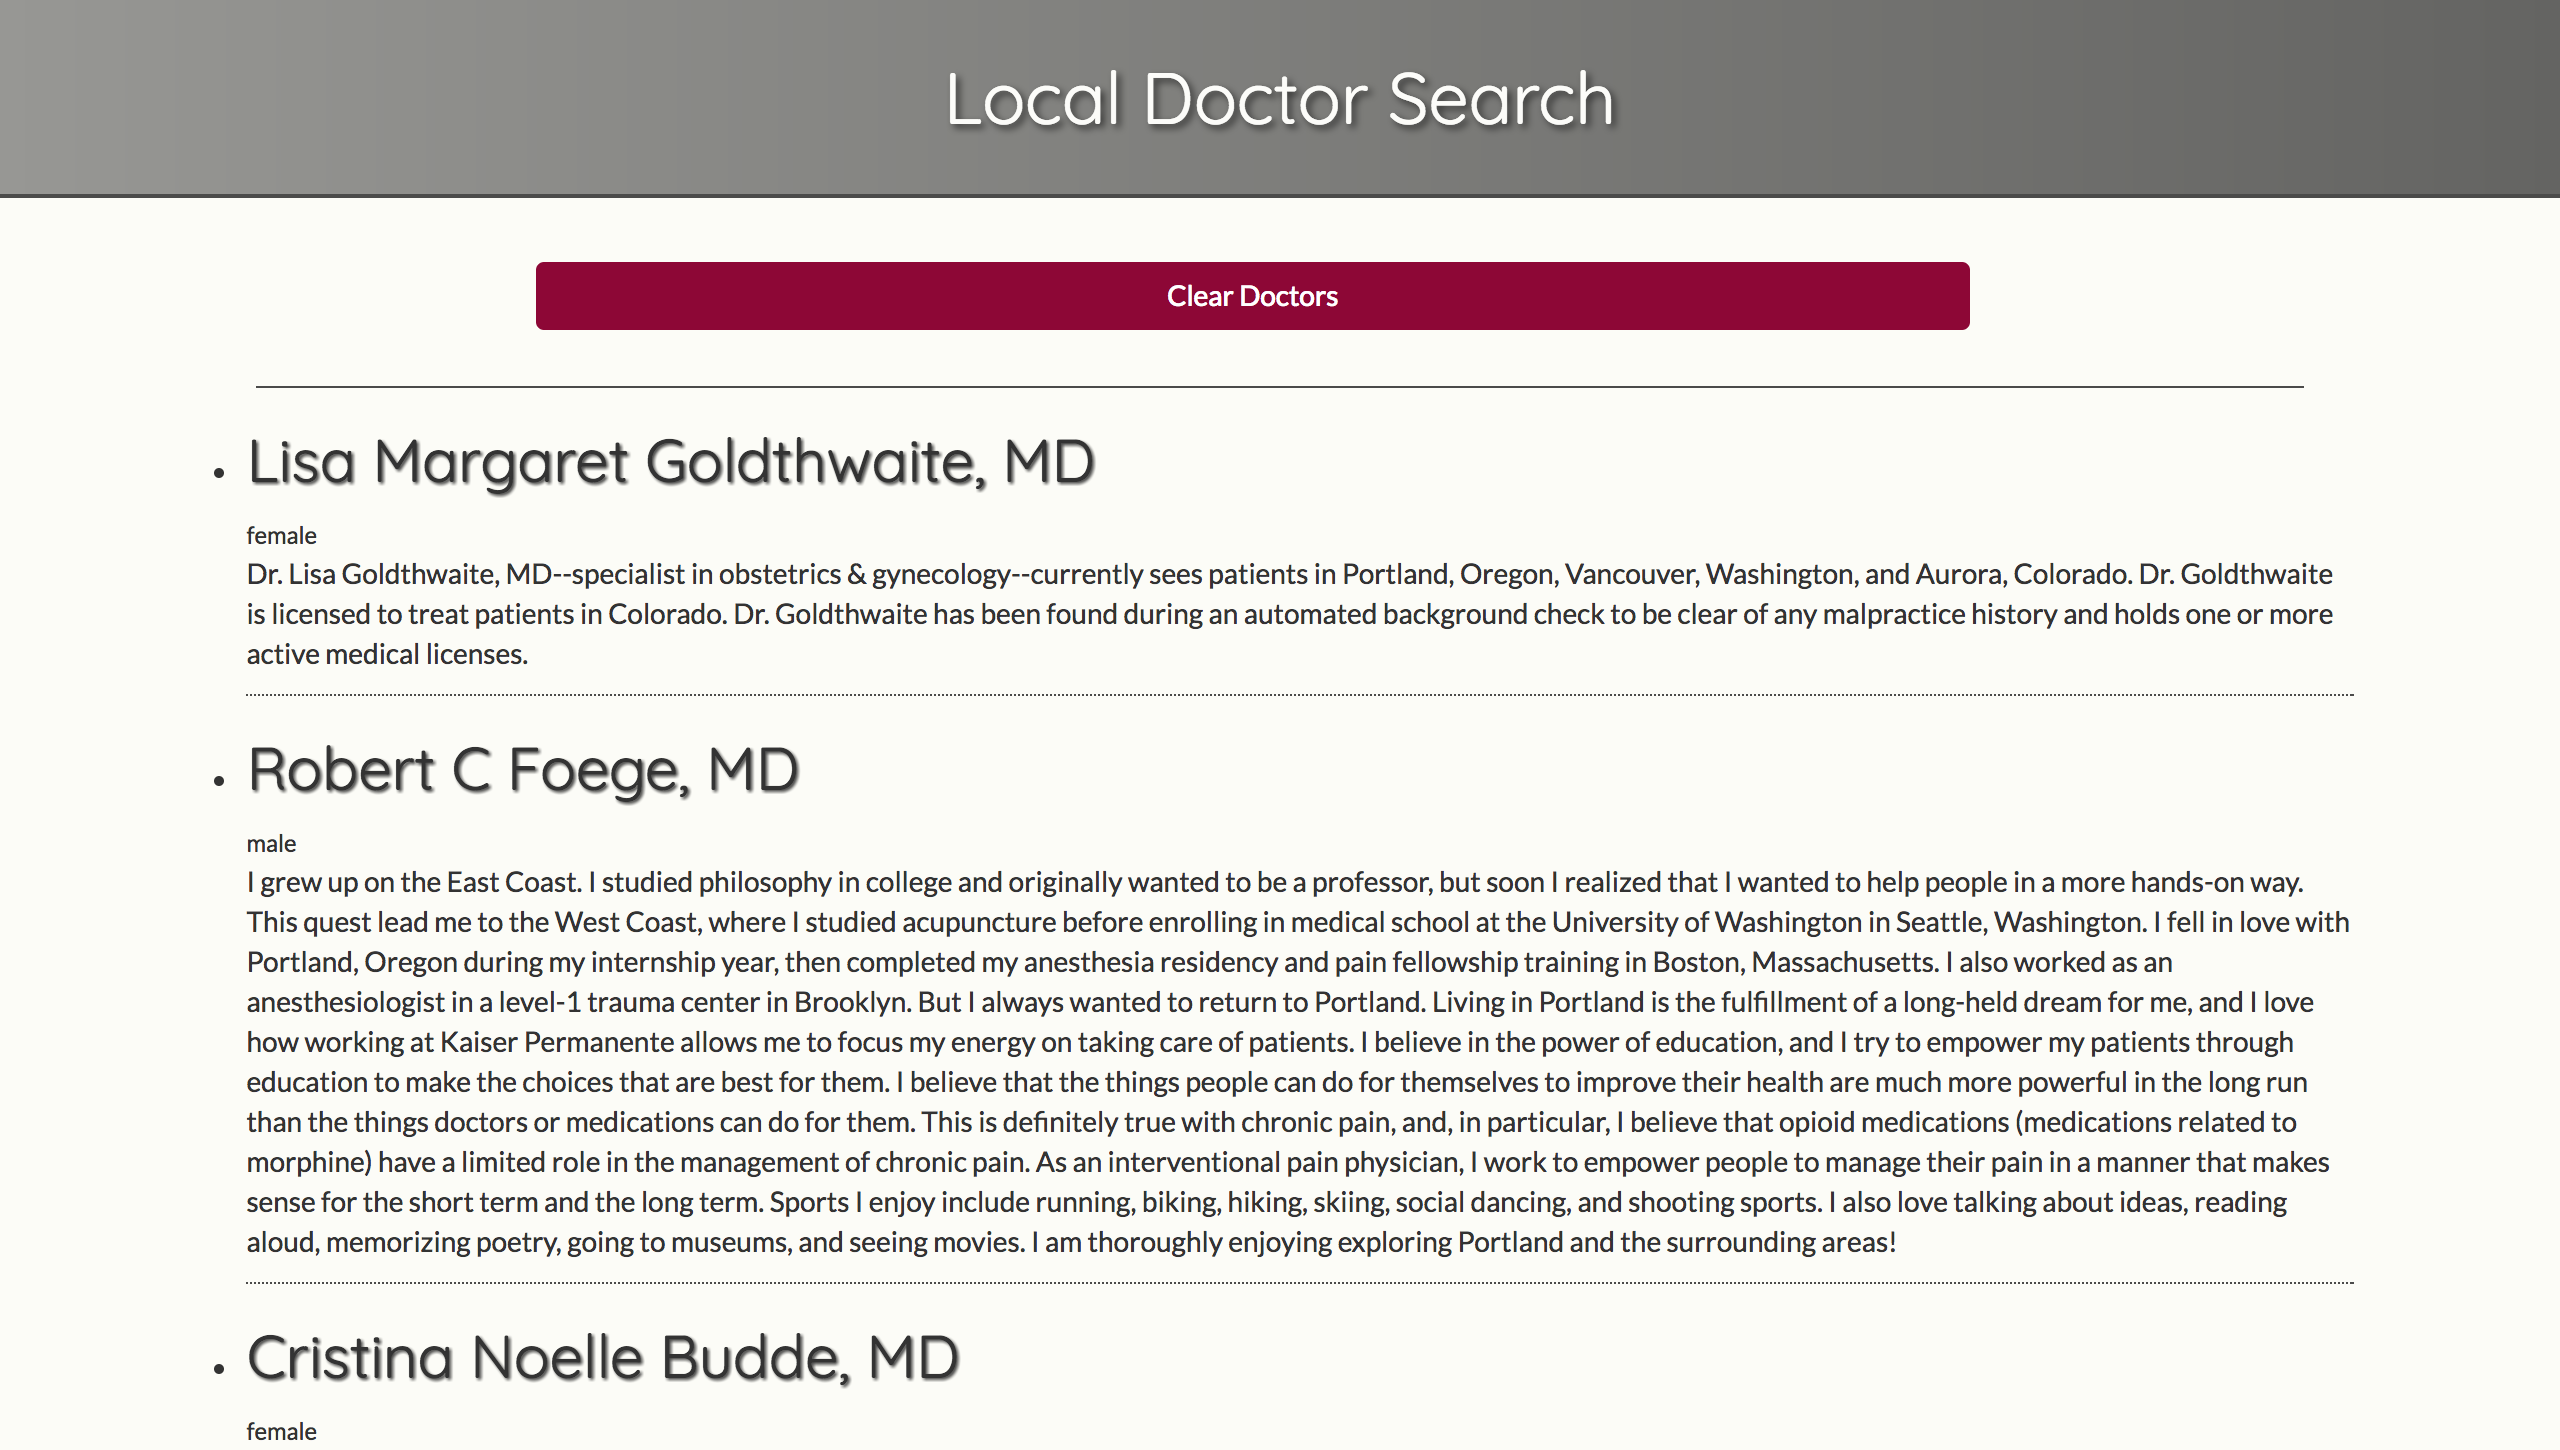 Local Doctor Search
Clear Doctors
Lisa Margaret Goldthwaite, MD
female
Dr. Lisa Goldthwaite, MD--specialist in obstetrics & gynecology--currently sees patients in Portland, Oregon, Vancouver, Washington, and Aurora, Colorado. Dr. Goldthwaite
is licensed to treat patients in Colorado. Dr. Goldthwaite has been found during an automated background check to be clear of any malpractice history and holds one or more
active medical licenses.
Robert C Foege, MD
male
I grew up on the East Coast. I studied philosophy in college and originally wanted to be a professor, but soon I realized that I wanted to help people in a more hands-on way.
This quest lead me to the West Coast, where I studied acupuncture before enrolling in medical school at the University of Washington in Seattle, Washington. I fell in love with
Portland, Oregon during my internship year, then completed my anesthesia residency and pain fellowship training in Boston, Massachusetts. I also worked as an
anesthesiologist in a level-1 trauma center in Brooklyn. But I always wanted to return to Portland. Living in Portland is the fulfillment of a long-held dream for me, and I love
how working at Kaiser Permanente allows me to focus my energy on taking care of patients. I believe in the power of education, and I try to empower my patients through
education to make the choices that are best for them. I believe that the things people can do for themselves to improve their health are much more powerful in the long run
than the things doctors or medications can do for them. This is definitely true with chronic pain, and, in particular, I believe that opioid medications (medications related to
morphine) have a limited role in the management of chronic pain. As an interventional pain physician, I work to empower people to manage their pain in a manner that makes
sense for the short term and the long term. Sports I enjoy include running, biking, hiking, skiing, social dancing, and shooting sports. I also love talking about ideas, reading
aloud, memorizing poetry, going to museums, and seeing movies. I am thoroughly enjoying exploring Portland and the surrounding areas!
Cristina Noelle Budde, MD
female